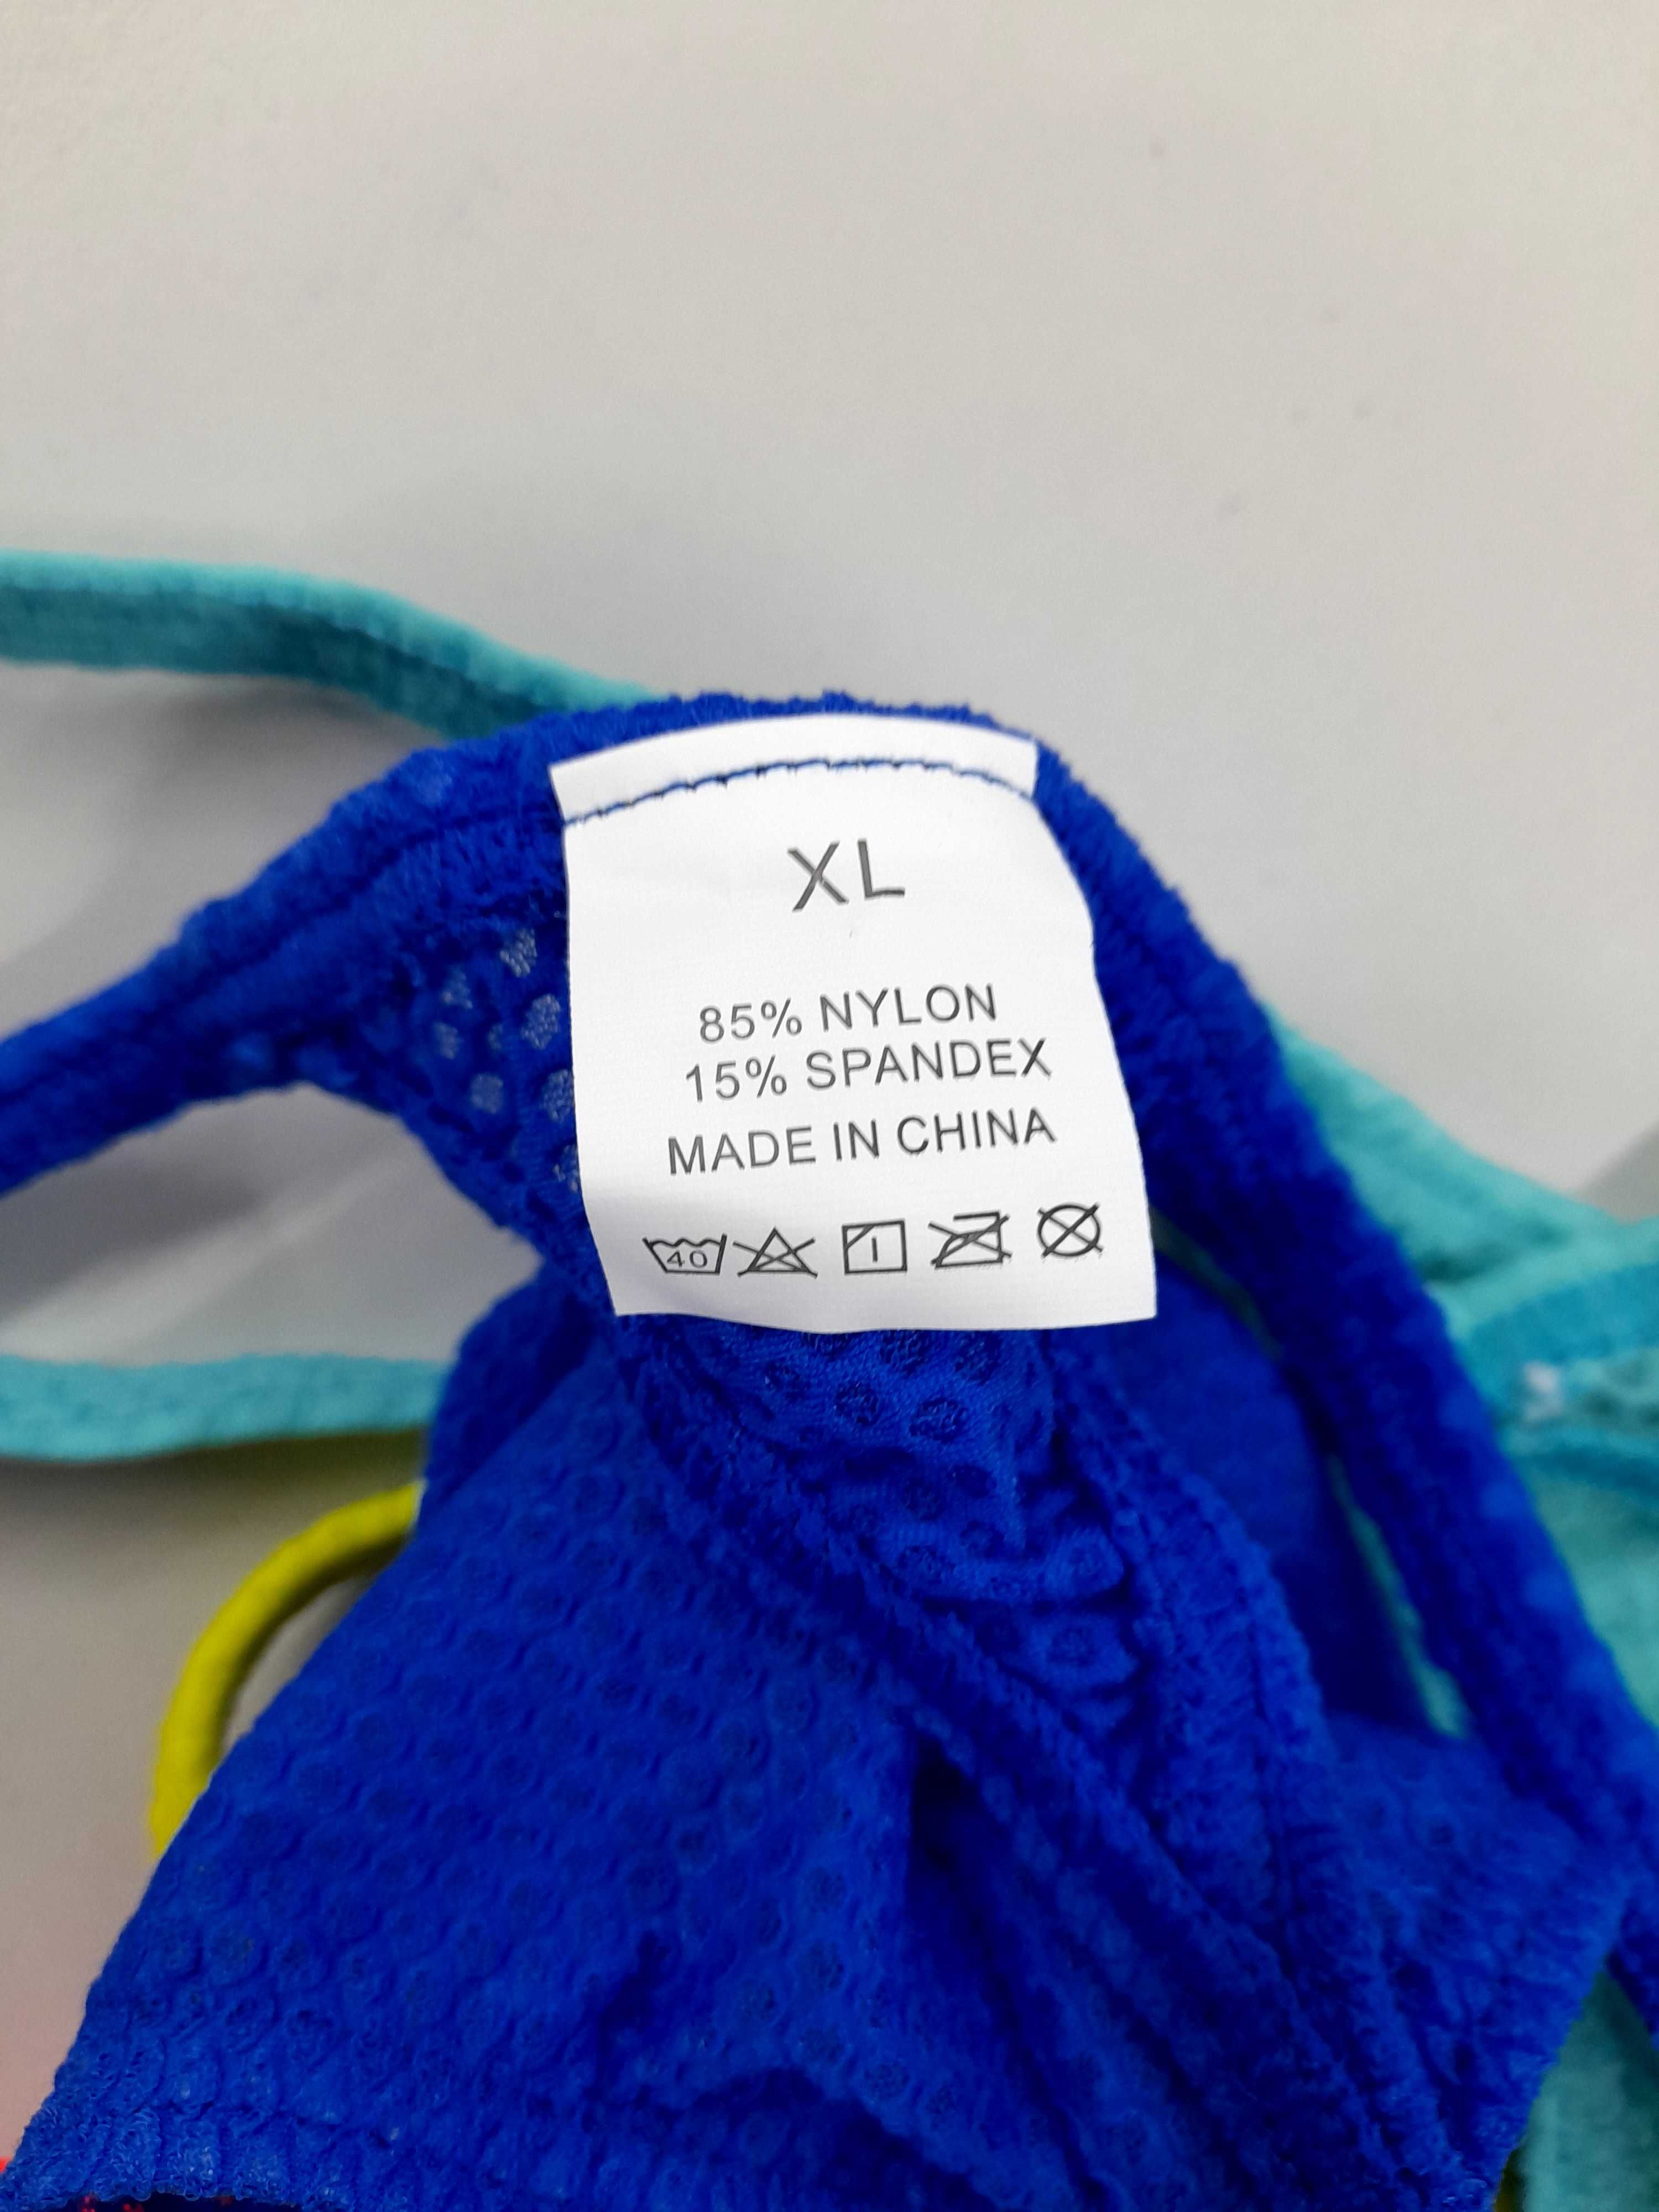 XL
85% NYLON
15% SPANDEX
MADE IN CHINA
40